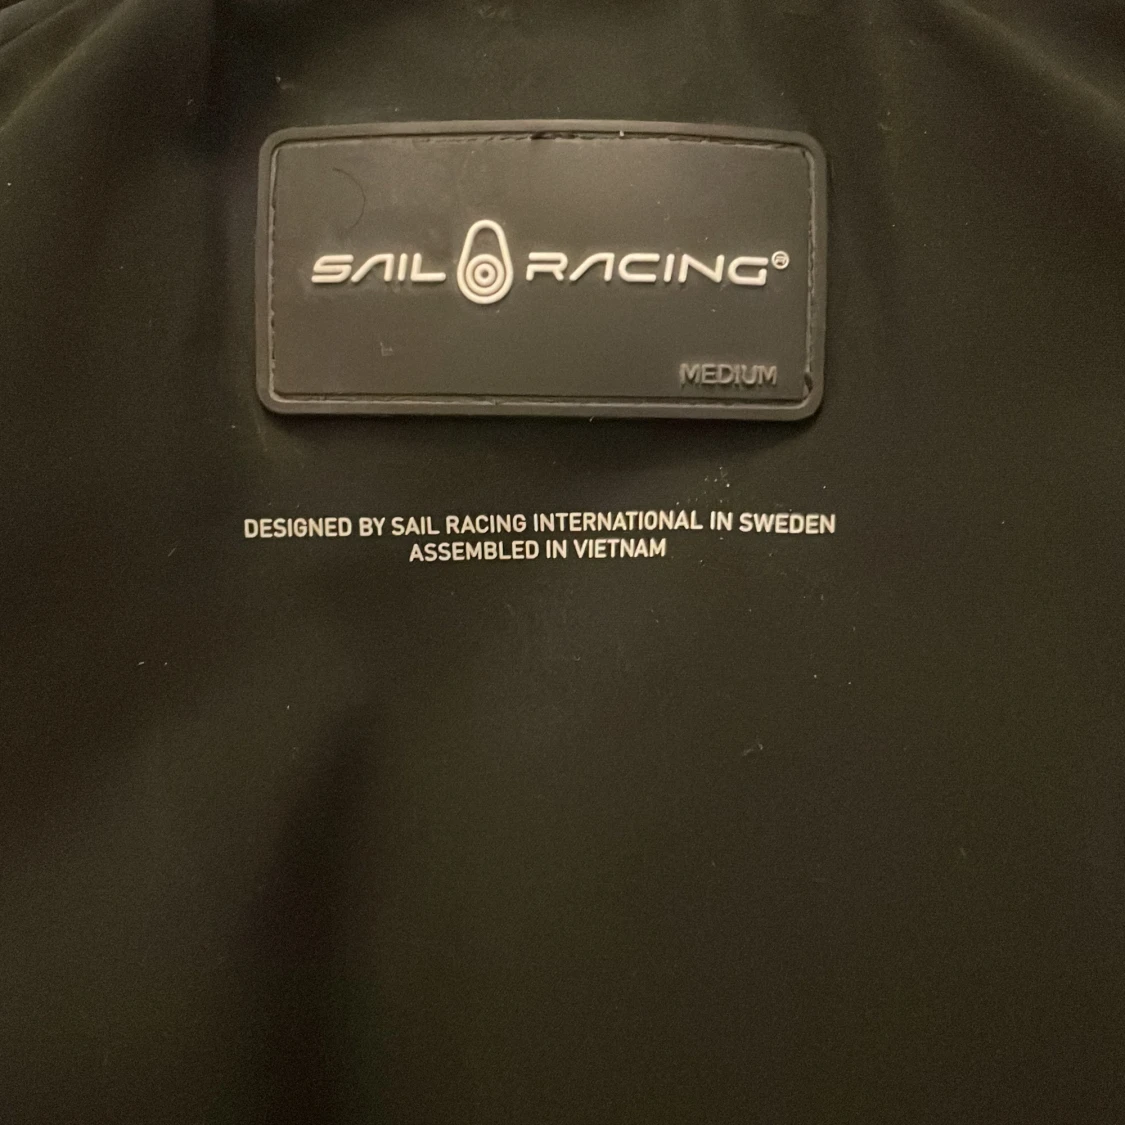 SAIL RACING®
MEDIUM
DESIGNED BY SAIL RACING INTERNATIONAL IN SWEDEN
ASSEMBLED IN VIETNAM